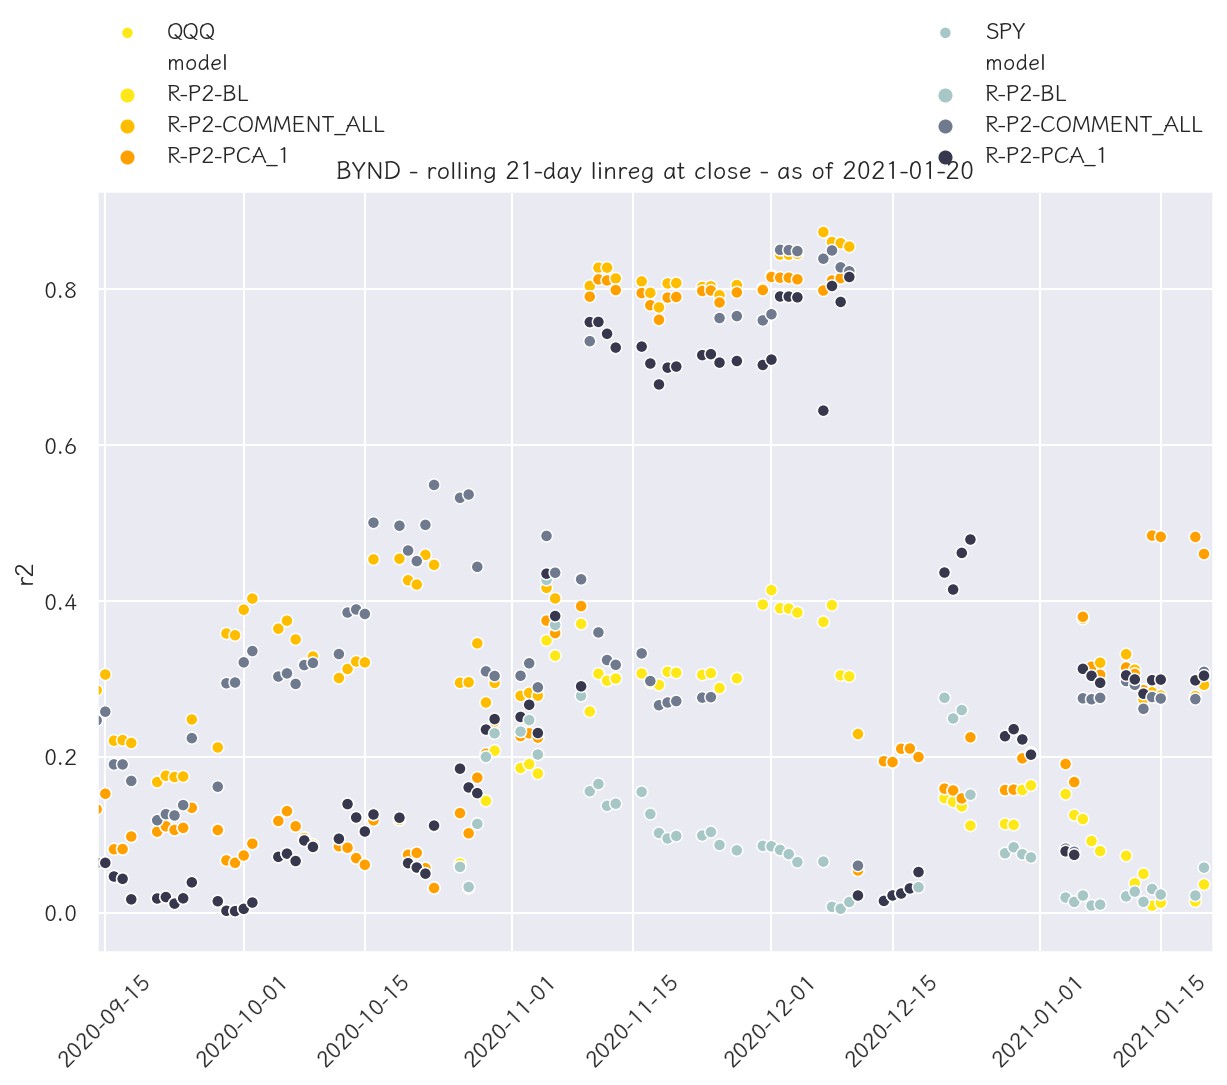 QQQ
model
R-P2-BL
R-P2-COMMENT_ALL
R-P2-PCA_1
SPY
model
R-P2-BL
R-P2-COMMENT_ALL
R-P2-PCA_1
BYND - rolling 21-day linreg at close - as of 2021-01-20
r2
0.8
0.6
0.4
0.2
0.0
2020-09-15
2020-10-01
2020-10-15
2020-11-01
2020-11-15
2020-12-01
2020-12-15
2021-01-01
2021-01-15